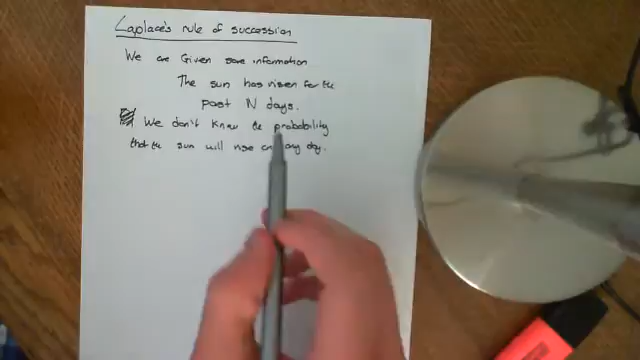 Laplace's rule of succession
We are Given some information
The sun has risen for the
past N days.
We don't know the probability
that the sun will rise on any day.